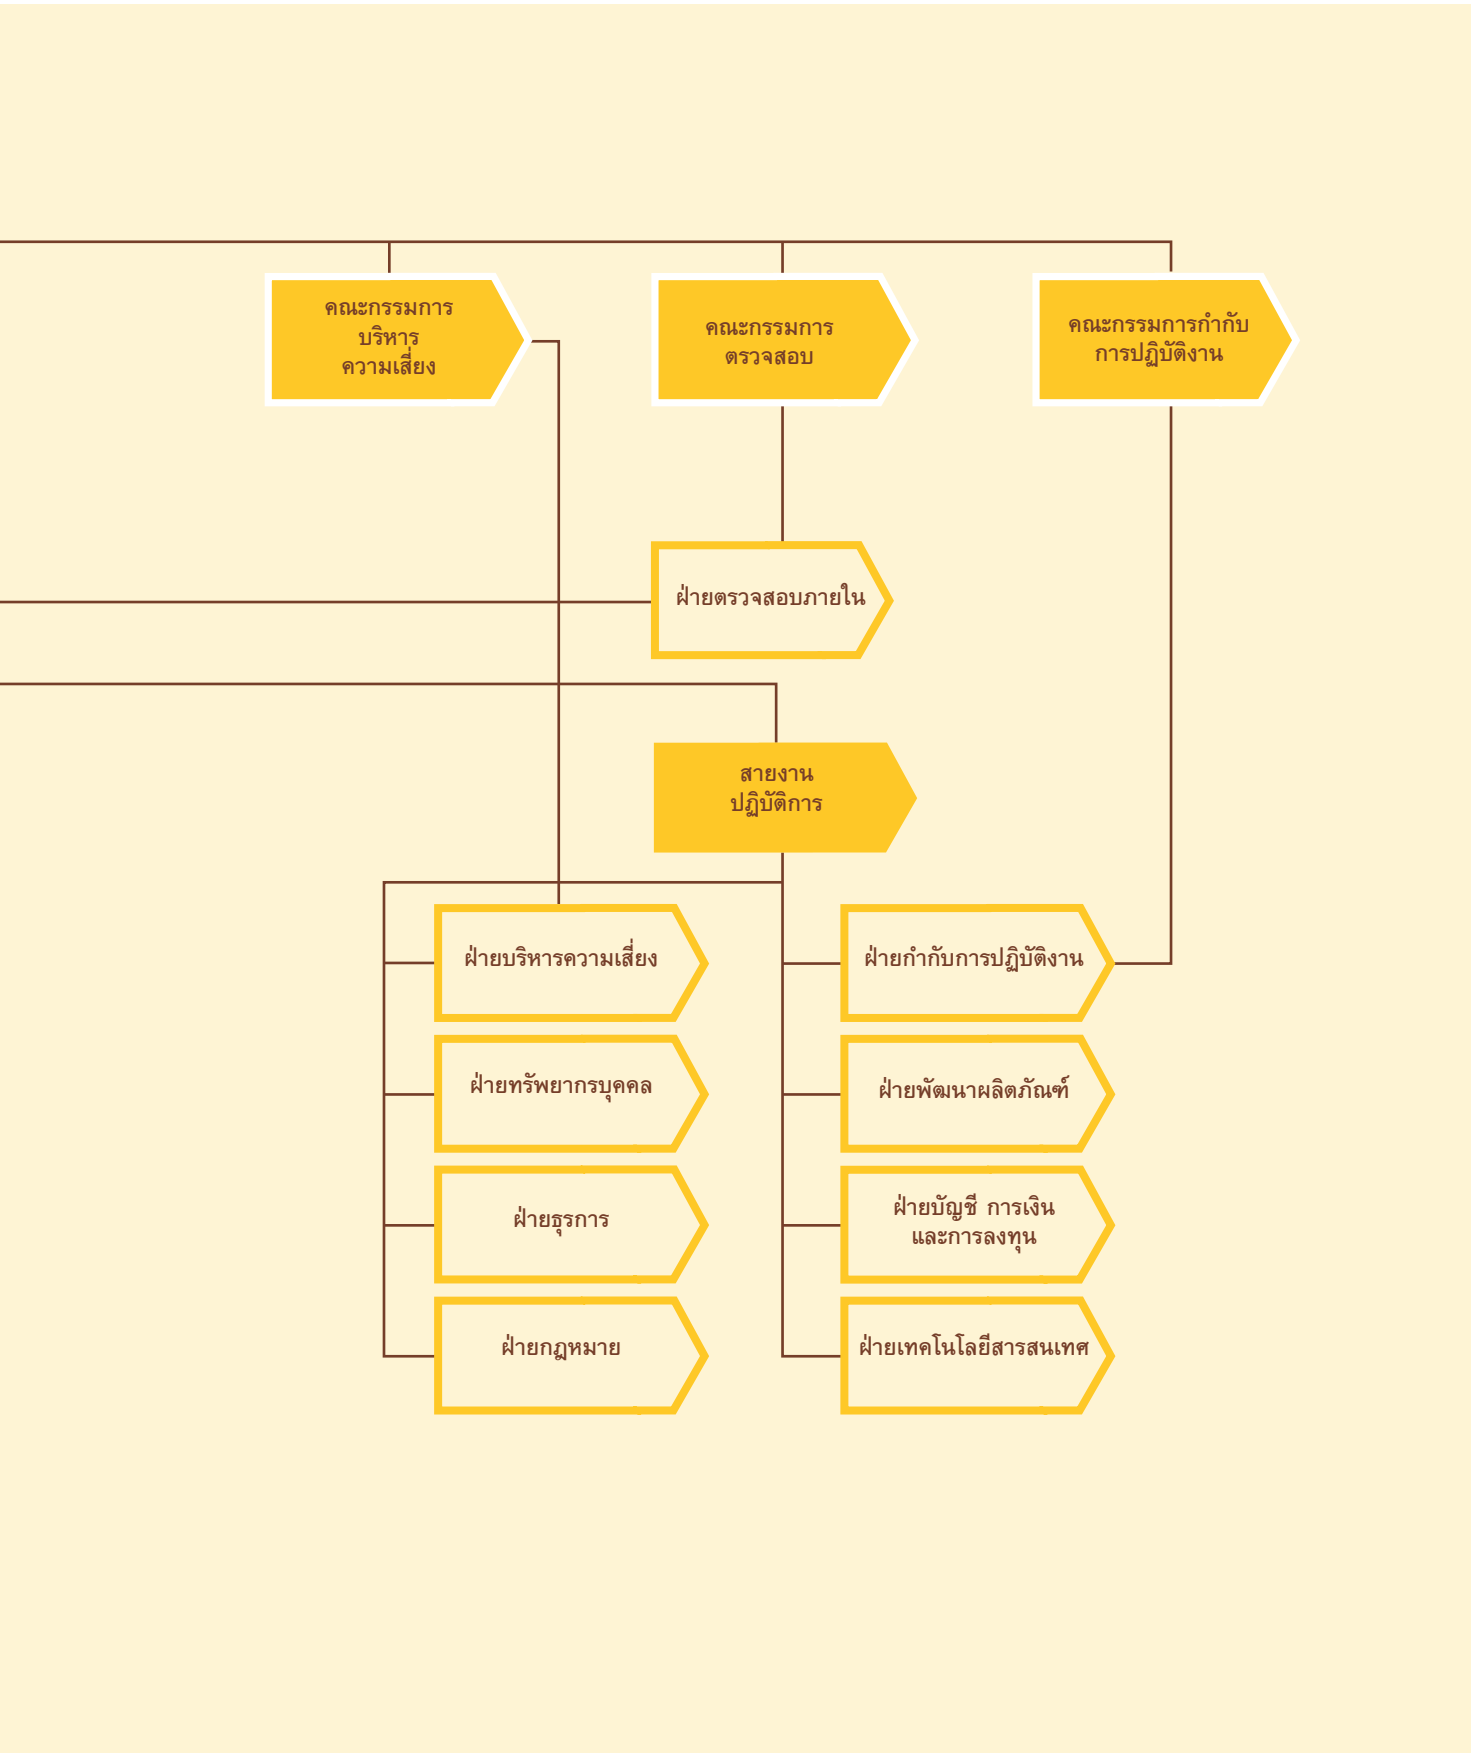 คณะกรรมการ
บริหาร
ความเสี่ยง
คณะกรรมการ
ตรวจสอบ
คณะกรรมการกำกับ
การปฏิบัติงาน
ฝ่ายตรวจสอบภายใน
สายงาน
ปฏิบัติการ
ฝ่ายบริหารความเสี่ยง
ฝ่ายกำกับการปฏิบัติงาน
ฝ่ายทรัพยากรบุคคล
ฝ่ายพัฒนาผลิตภัณฑ์
ฝ่ายธุรการ
ฝ่ายบัญชี การเงิน
และการลงทุน
ฝ่ายกฎหมาย
ฝ่ายเทคโนโลยีสารสนเทศ